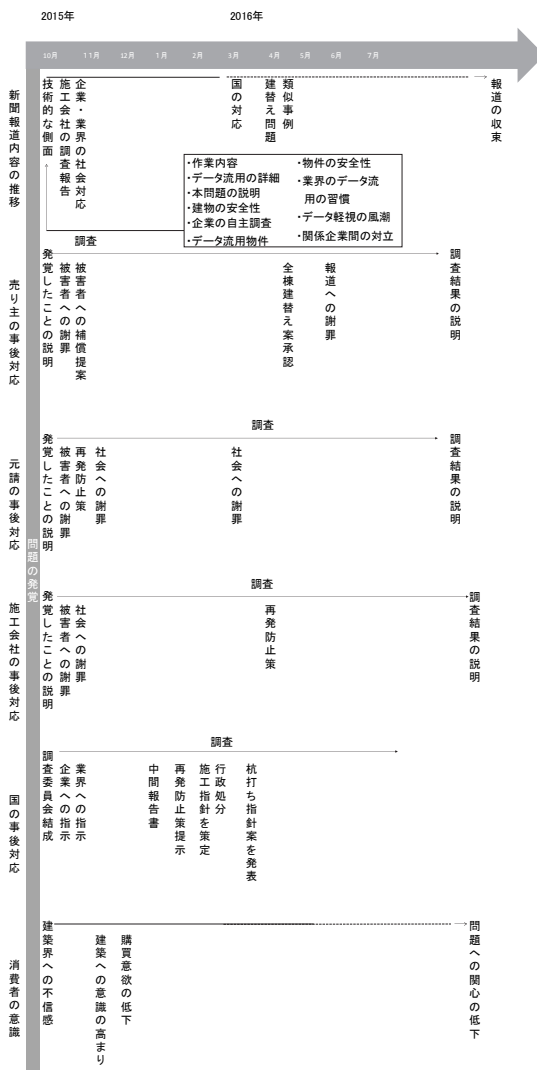 2015年
2016年
10月
11月
12月
1月
2月
3月
4月
5月
6月
7月
問題の発覚
新聞報道内容の推移
技術的な側面
施工会社の調査報告
企業・業界の社会対応
国の対応
建替え問題
類似事例
報道の収束
・作業内容
・データ流用の詳細
・本問題の説明
・建物の安全性
・企業の自主調査
・データ流用物件
・物件の安全性
・業界のデータ流
用の習慣
・データ軽視の風潮
・関係企業間の対立
売り主の事後対応
調査
発覚したことの説明
被害者への謝罪
被害者への補償提案
全棟建替え案承認
報道への謝罪
調査結果の説明
元請の事後対応
調査
発覚したことの説明
被害者への謝罪
再発防止策
社会への謝罪
社会への謝罪
調査結果の説明
施工会社の事後対応
調査
発覚したことの説明
被害者への謝罪
社会への謝罪
再発防止策
調査結果の説明
国の事後対応
調査
調査委員会結成
企業への指示
業界への指示
中間報告書
再発防止策提示
施工指針を策定
行政処分
杭打ち指針案を発表
消費者の意識
建築界への不信感
建築への意識の高まり
購買意欲の低下
問題への関心の低下